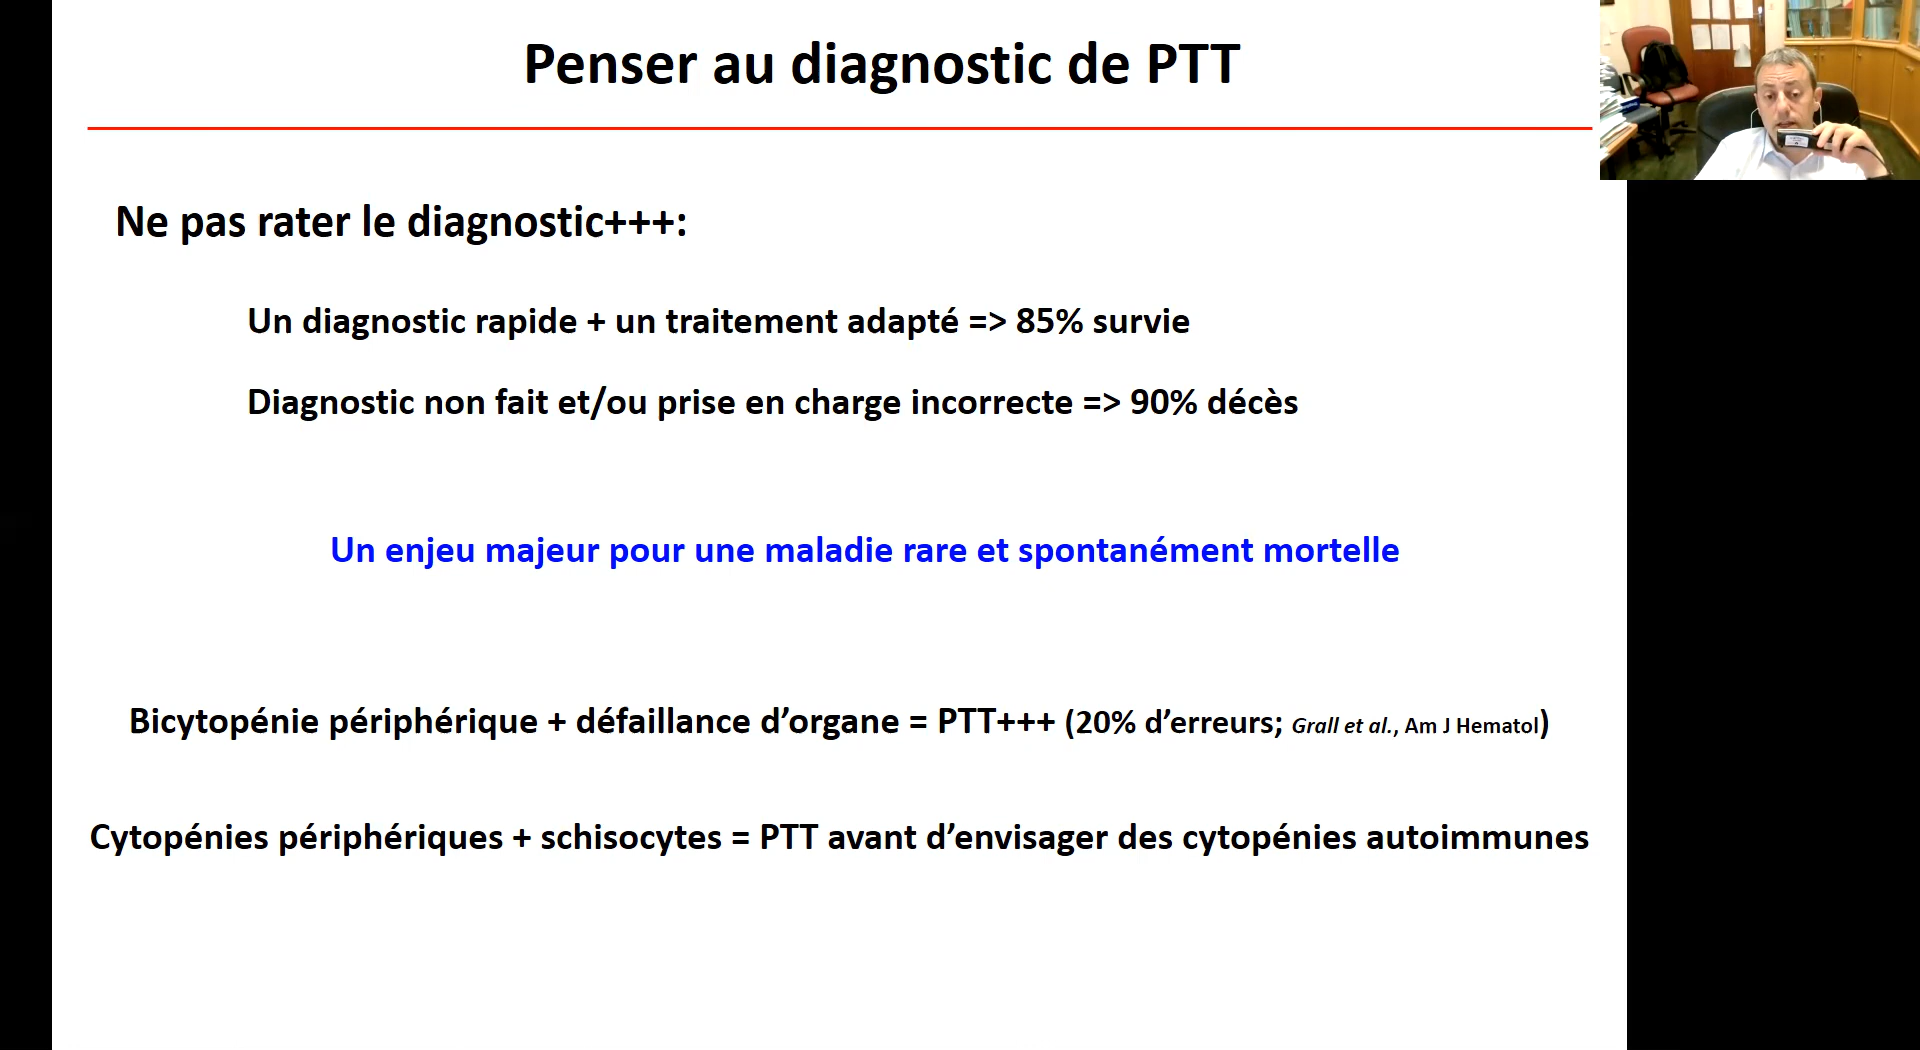 Penser au diagnostic de PTT
Ne pas rater le diagnostic+++:
Un diagnostic rapide + un traitement adapté => 85% survie
Diagnostic non fait et/ou prise en charge incorrecte => 90% décès
Un enjeu majeur pour une maladie rare et spontanément mortelle
Bicytopénie périphérique + défaillance d’organe = PTT+++ (20% d’erreurs; Grall et al., Am J Hematol)
Cytopénies périphériques + schisocytes = PTT avant d’envisager des cytopénies autoimmunes